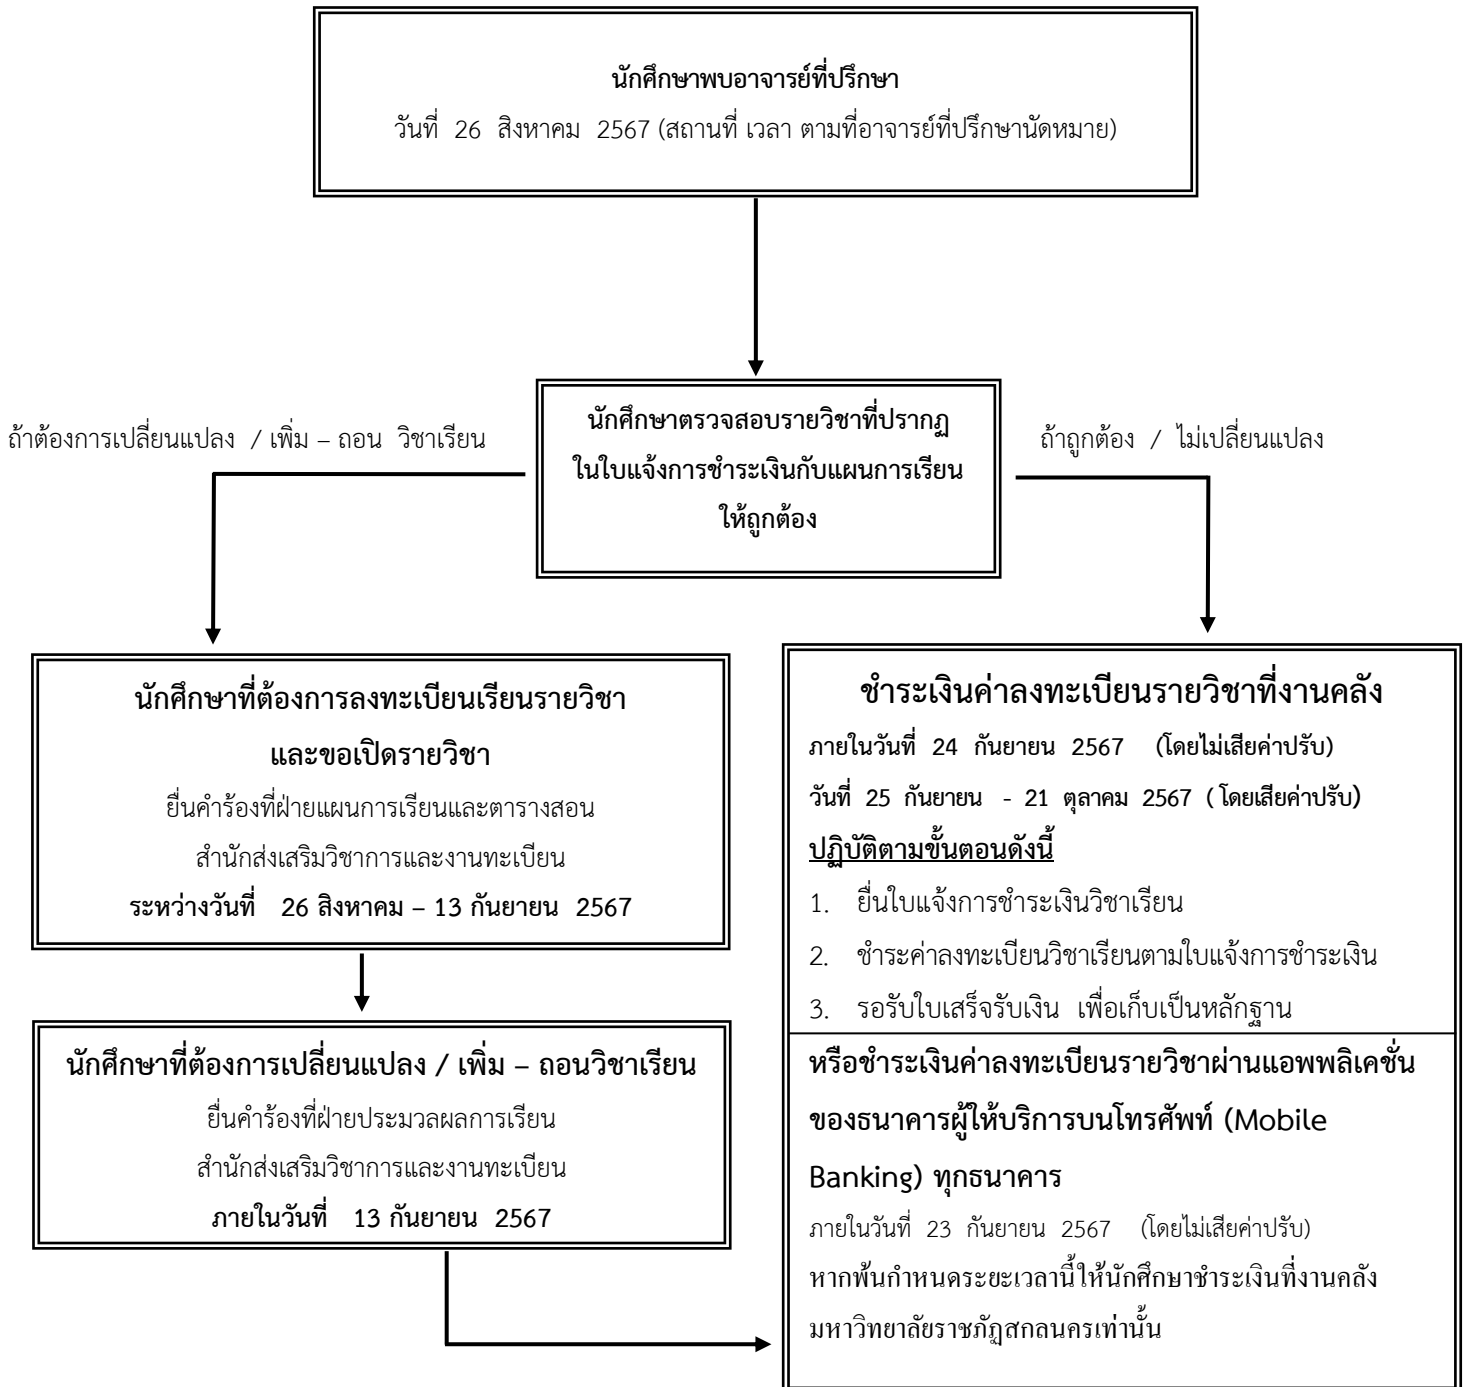 นักศึกษาพบอาจารย์ที่ปรึกษา
วันที่ 26 สิงหาคม 2567 (สถานที่ เวลา ตามที่อาจารย์ที่ปรึกษานัดหมาย)
นักศึกษาตรวจสอบรายวิชาที่ปรากฏ
ในใบแจ้งการชำระเงินกับแผนการเรียน
ให้ถูกต้อง
ถ้าต้องการเปลี่ยนแปลง / เพิ่ม – ถอน วิชาเรียน
ถ้าถูกต้อง / ไม่เปลี่ยนแปลง
นักศึกษาที่ต้องการลงทะเบียนเรียนรายวิชา
และขอเปิดรายวิชา
ยื่นคำร้องที่ฝ่ายแผนการเรียนและตารางสอน
สำนักส่งเสริมวิชาการและงานทะเบียน
ระหว่างวันที่ 26 สิงหาคม – 13 กันยายน 2567
นักศึกษาที่ต้องการเปลี่ยนแปลง / เพิ่ม – ถอนวิชาเรียน
ยื่นคำร้องที่ฝ่ายประมวลผลการเรียน
สำนักส่งเสริมวิชาการและงานทะเบียน
ภายในวันที่ 13 กันยายน 2567
ชำระเงินค่าลงทะเบียนรายวิชาที่งานคลัง
ภายในวันที่ 24 กันยายน 2567 (โดยไม่เสียค่าปรับ)
วันที่ 25 กันยายน - 21 ตุลาคม 2567 ( โดยเสียค่าปรับ)
ปฏิบัติตามขั้นตอนดังนี้
1. ยื่นใบแจ้งการชำระเงินวิชาเรียน
2. ชำระค่าลงทะเบียนวิชาเรียนตามใบแจ้งการชำระเงิน
3. รอรับใบเสร็จรับเงิน เพื่อเก็บเป็นหลักฐาน
หรือชำระเงินค่าลงทะเบียนรายวิชาผ่านแอพพลิเคชั่น
ของธนาคารผู้ให้บริการบนโทรศัพท์ (Mobile
Banking) ทุกธนาคาร
ภายในวันที่ 23 กันยายน 2567 (โดยไม่เสียค่าปรับ)
หากพ้นกำหนดระยะเวลานี้ให้นักศึกษาชำระเงินที่งานคลัง
มหาวิทยาลัยราชภัฏสกลนครเท่านั้น